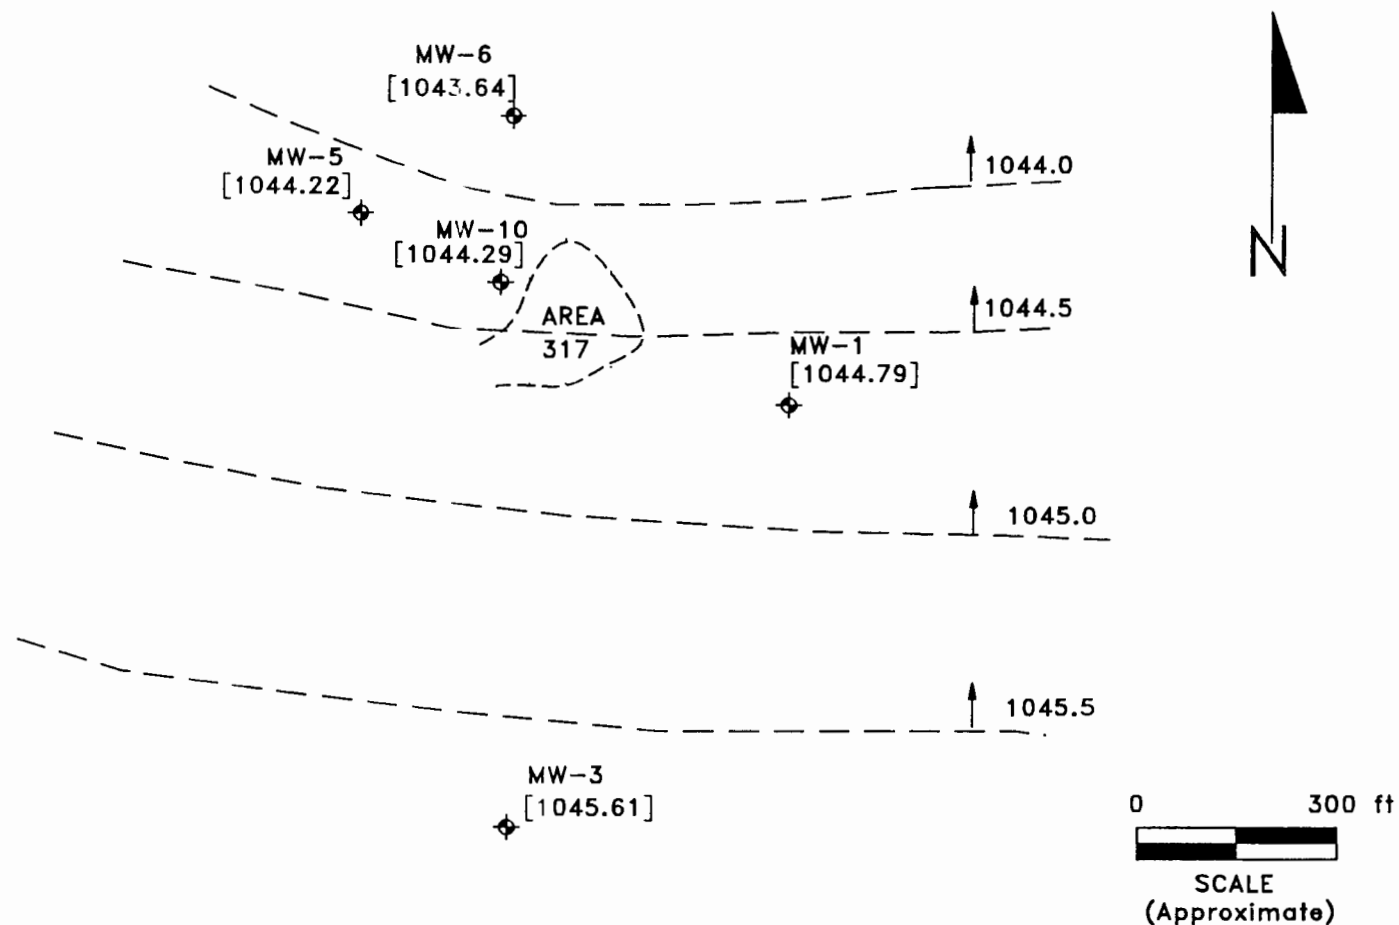 MW-6
[1043.64]
MW-5
[1044.22]
MW-10
[1044.29]
1044.0
N
1044.5
AREA
317
MW-1
[1044.79]
1045.0
1045.5
MW-3
[1045.61]
0 300 ft
SCALE
(Approximate)